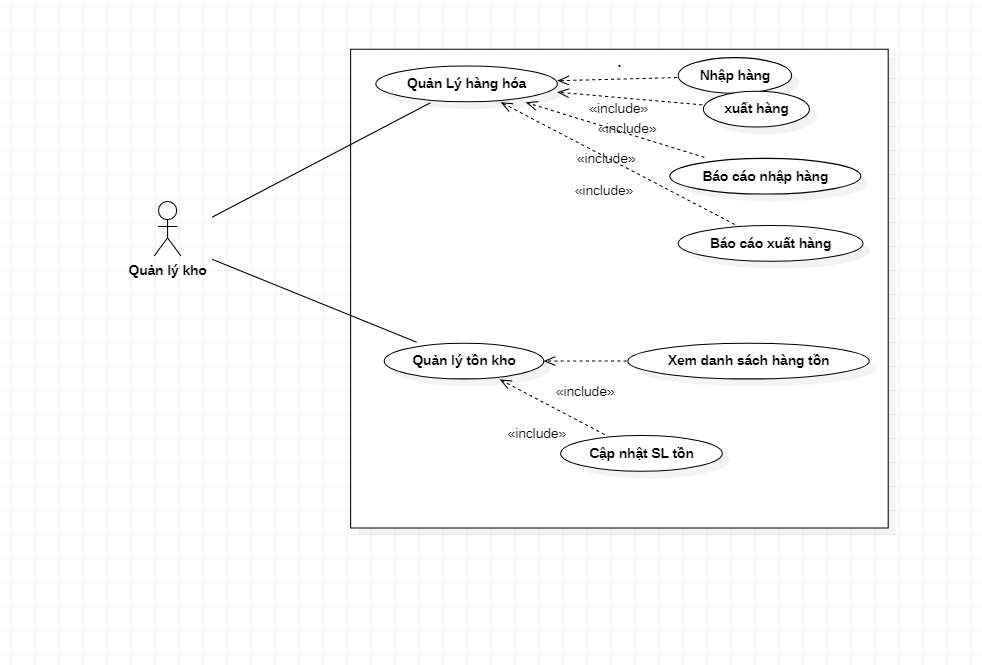 Quản Lý hàng hóa
Nhập hàng
«include»
xuất hàng
«include»
«include»
Báo cáo nhập hàng
«include»
Báo cáo xuất hàng
Quản lý kho
Quản lý tồn kho
Xem danh sách hàng tồn
«include»
«include»
Cập nhật SL tồn